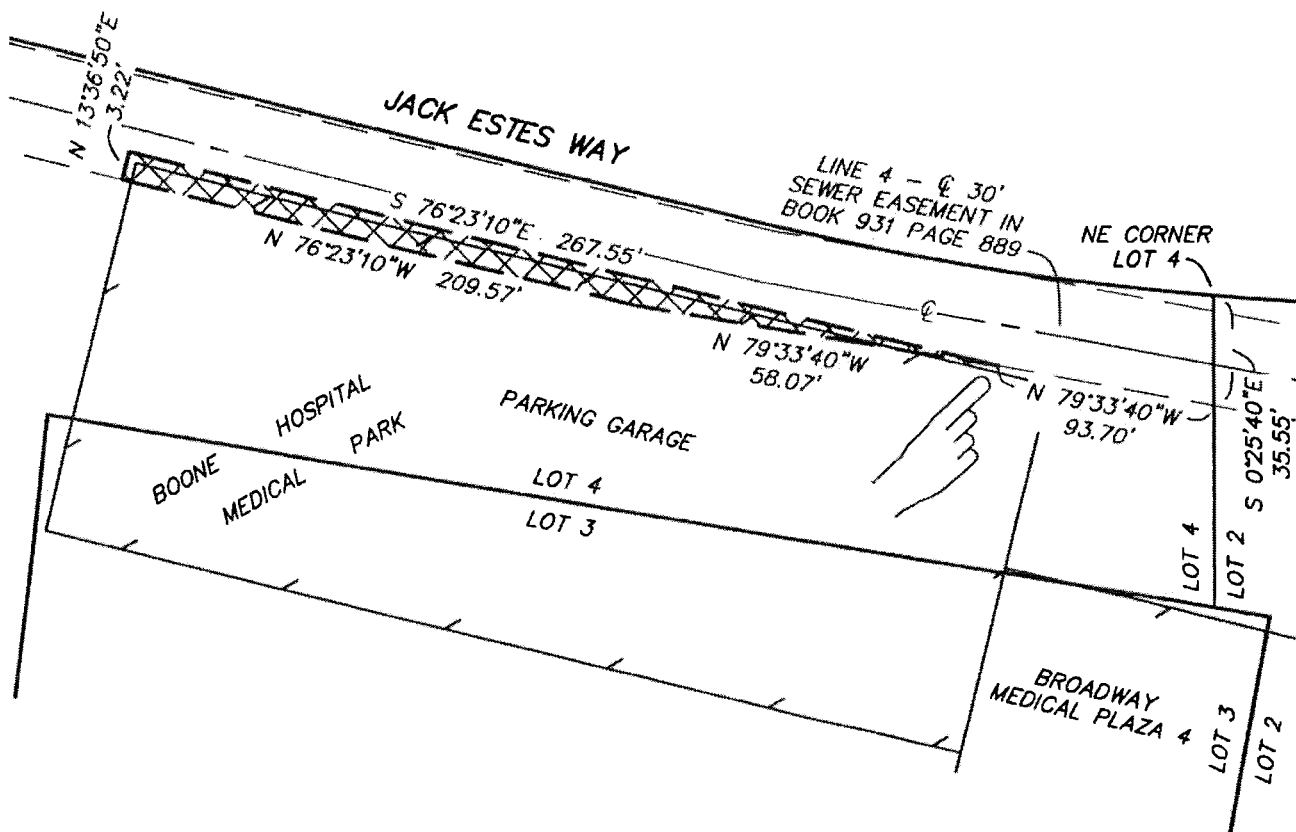 N 13°36'50"E
3.22'
JACK ESTES WAY
LINE 4 - ℄ 30'
SEWER EASEMENT IN
BOOK 931 PAGE 889
NE CORNER
LOT 4
S 76°23'10"E 267.55'
N 76°23'10"W 209.57'
℄
N 79°33'40"W
58.07'
N 79°33'40"W
93.70'
S 0°25'40"E
35.55'
HOSPITAL
PARK
BOONE
MEDICAL
PARKING GARAGE
LOT 4
LOT 3
LOT 4
LOT 2
BROADWAY
MEDICAL PLAZA 4
LOT 3
LOT 2